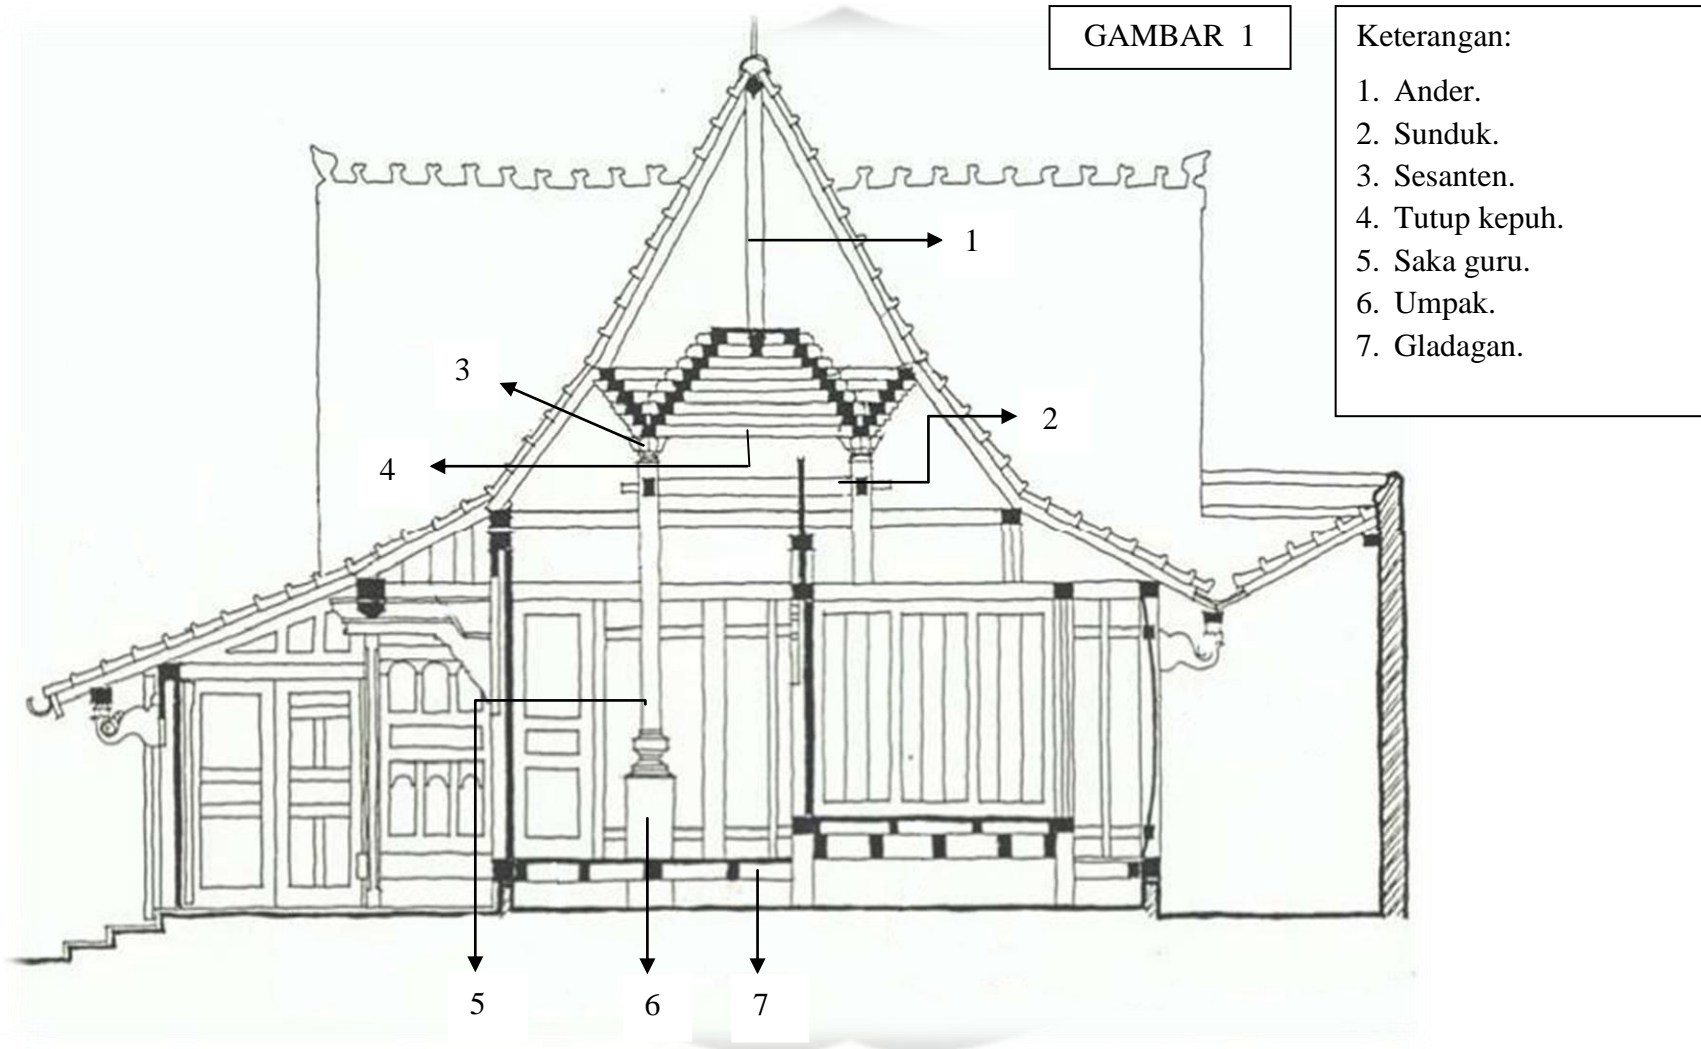 GAMBAR 1
Keterangan:
1. Ander.
2. Sunduk.
3. Sesanten.
4. Tutup kepuh.
5. Saka guru.
6. Umpak.
7. Gladagan.
1
3
2
4
5
6
7